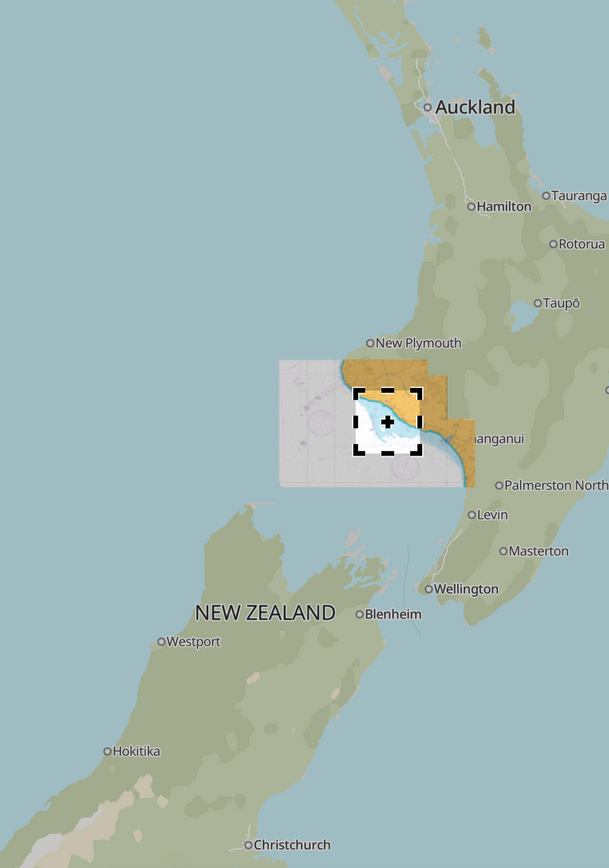 Auckland
Tauranga
Hamilton
Rotorua
Taupō
New Plymouth
anganui
Palmerston North
Levin
Masterton
Wellington
NEW ZEALAND
Blenheim
Westport
Hokitika
Christchurch